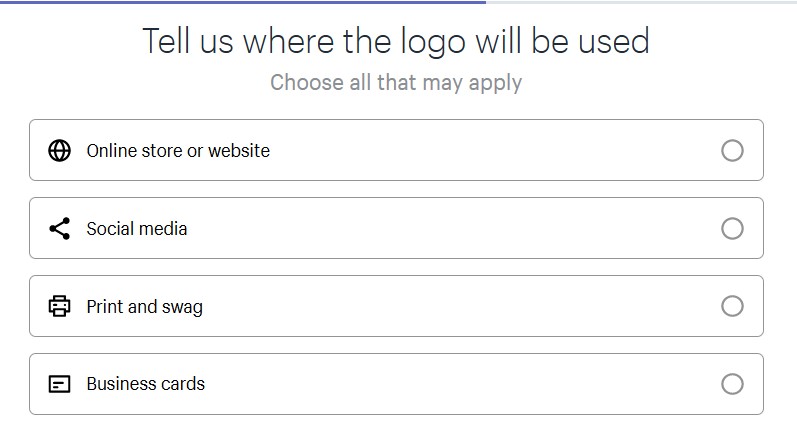 Tell us where the logo will be used
Choose all that may apply
Online store or website
Social media
Print and swag
Business cards